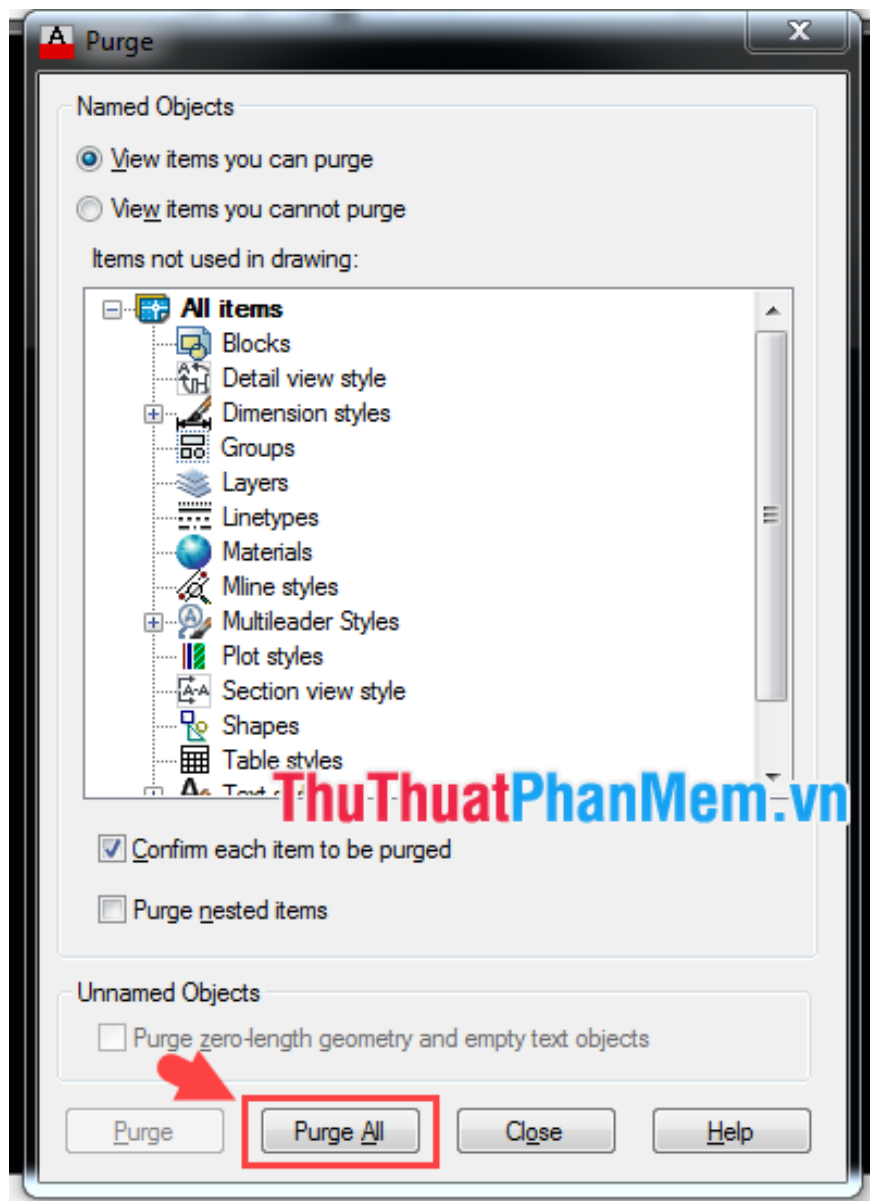 Purge
Named Objects
View items you can purge
View items you cannot purge
Items not used in drawing:
All items
Blocks
Detail view style
Dimension styles
Groups
Layers
Linetypes
Materials
Mline styles
Multileader Styles
Plot styles
Section view style
Shapes
Table styles
Text
ThuThuatPhanMem.vn
Confirm each item to be purged
Purge nested items
Unnamed Objects
Purge zero-length geometry and empty text objects
Purge Purge All Close Help